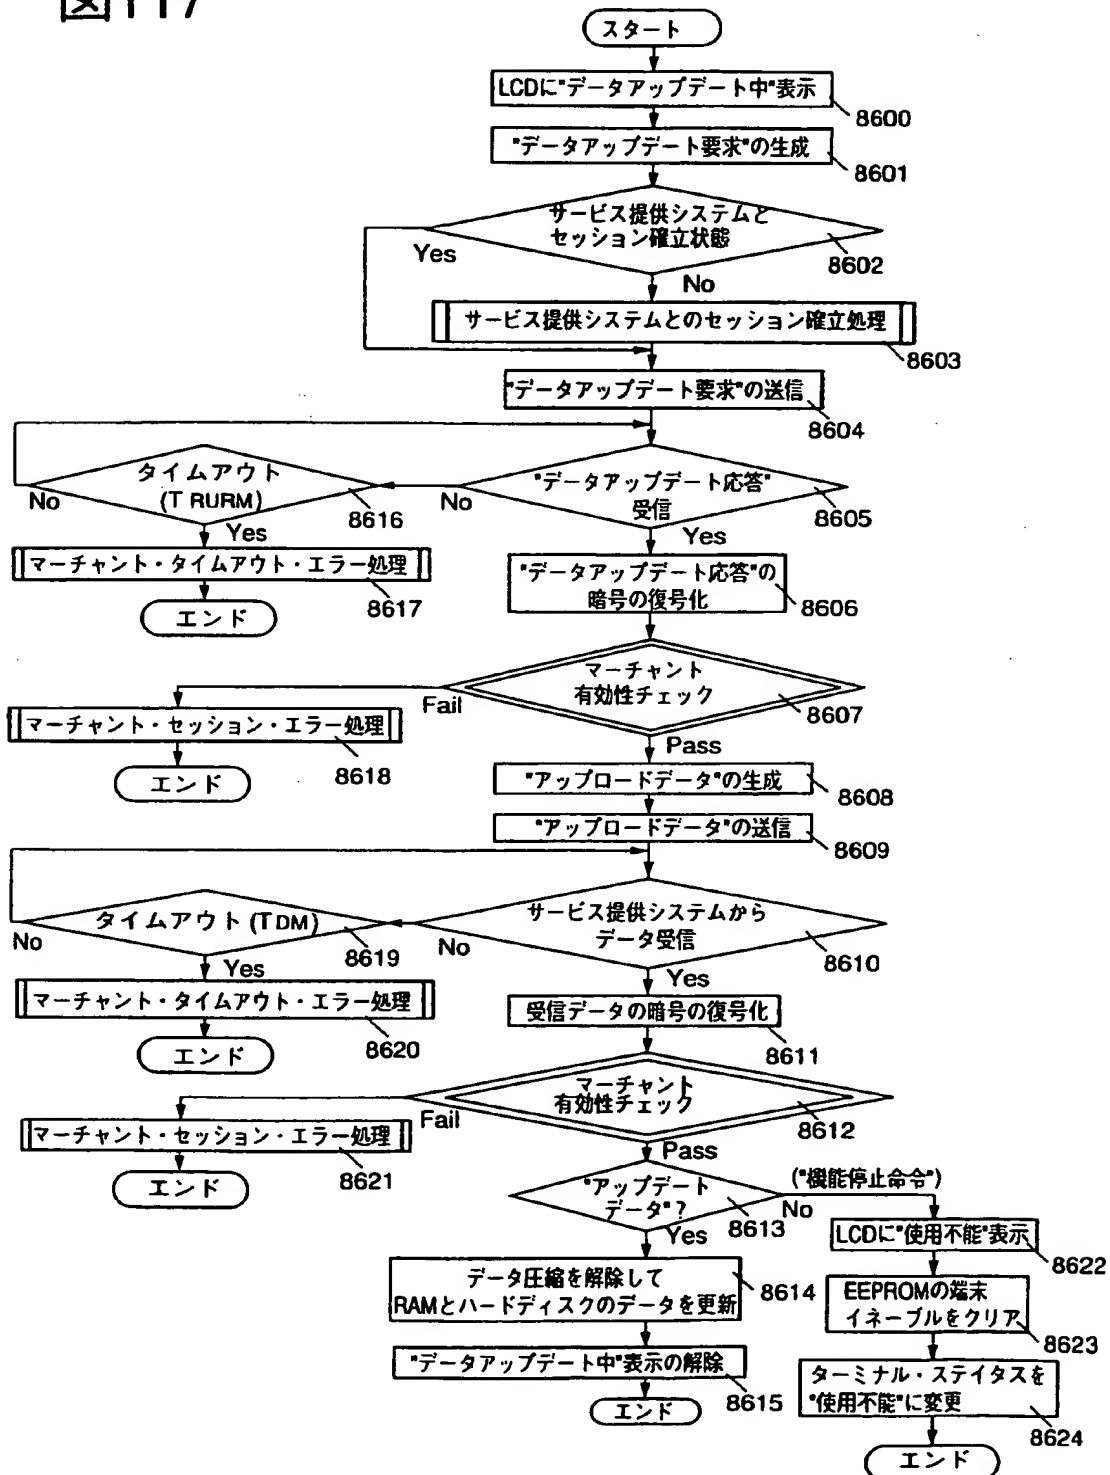 図117
スタート
LCDに"データアップデート中"表示
8600
"データアップデート要求"の生成
8601
サービス提供システムと
セッション確立状態
8602
Yes
No
サービス提供システムとのセッション確立処理
8603
"データアップデート要求"の送信
8604
タイムアウト
(T RURM)
8616
No
Yes
"データアップデート応答"
受信
8605
No
Yes
マーチャント・タイムアウト・エラー処理
8617
エンド
"データアップデート応答"の
暗号の復号化
8606
マーチャント
有効性チェック
8607
Fail
Pass
マーチャント・セッション・エラー処理
8618
エンド
"アップロードデータ"の生成
8608
"アップロードデータ"の送信
8609
タイムアウト(TDM)
8619
No
Yes
サービス提供システムから
データ受信
8610
No
Yes
マーチャント・タイムアウト・エラー処理
8620
エンド
受信データの暗号の復号化
8611
マーチャント
有効性チェック
8612
Fail
Pass
マーチャント・セッション・エラー処理
8621
エンド
"アップデート
データ"?
8613
("機能停止命令")
No
Yes
LCDに"使用不能"表示
8622
データ圧縮を解除して
RAMとハードディスクのデータを更新
8614
EEPROMの端末
イネーブルをクリア
8623
"データアップデート中"表示の解除
8615
エンド
ターミナル・ステイタスを
"使用不能"に変更
8624
エンド